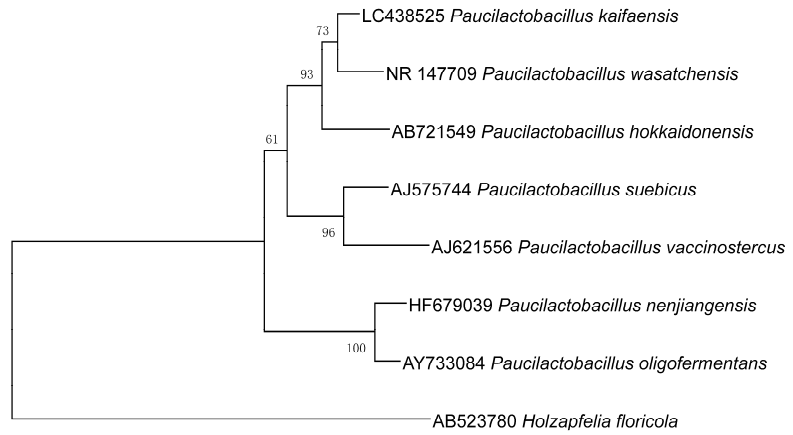 LC438525 Paucilactobacillus kaifaensis
73
NR 147709 Paucilactobacillus wasatchensis
93
AB721549 Paucilactobacillus hokkaidonensis
61
AJ575744 Paucilactobacillus suebicus
96
AJ621556 Paucilactobacillus vaccinostercus
HF679039 Paucilactobacillus nenjiangensis
100
AY733084 Paucilactobacillus oligofermentans
AB523780 Holzapfelia floricola